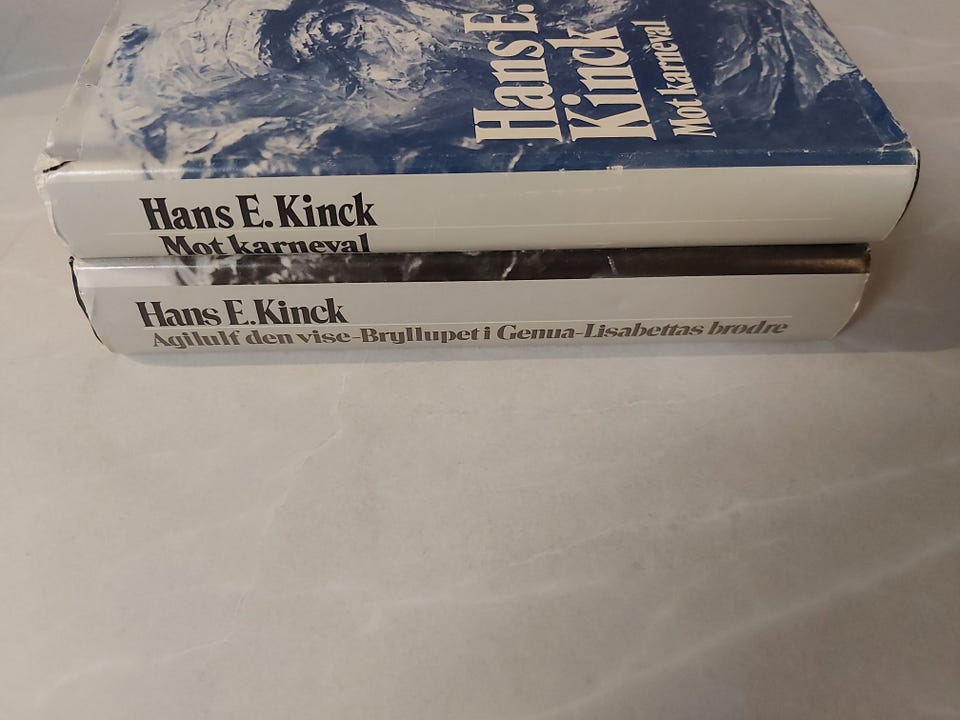 Hans E.
Kinck
Mot karneval
Hans E. Kinck
Mot karneval
Hans E. Kinck
Agilulf den vise-Bryllupet i Genua-Lisabettas brødre